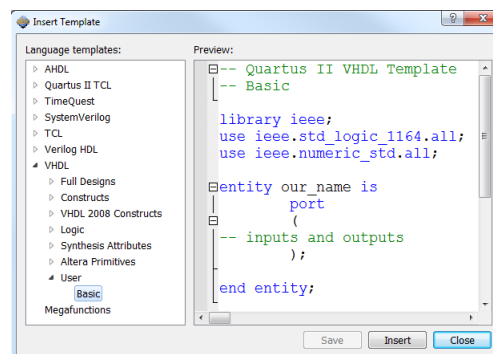 Insert Template
Language templates:
AHDL
Quartus II TCL
TimeQuest
SystemVerilog
TCL
Verilog HDL
VHDL
Full Designs
Constructs
VHDL 2008 Constructs
Logic
Synthesis Attributes
Altera Primitives
User
Basic
Megafunctions
Preview:
-- Quartus II VHDL Template
-- Basic
library ieee;
use ieee.std_logic_1164.all;
use ieee.numeric_std.all;
entity our_name is
port
(
-- inputs and outputs
);
end entity;
Save Insert Close